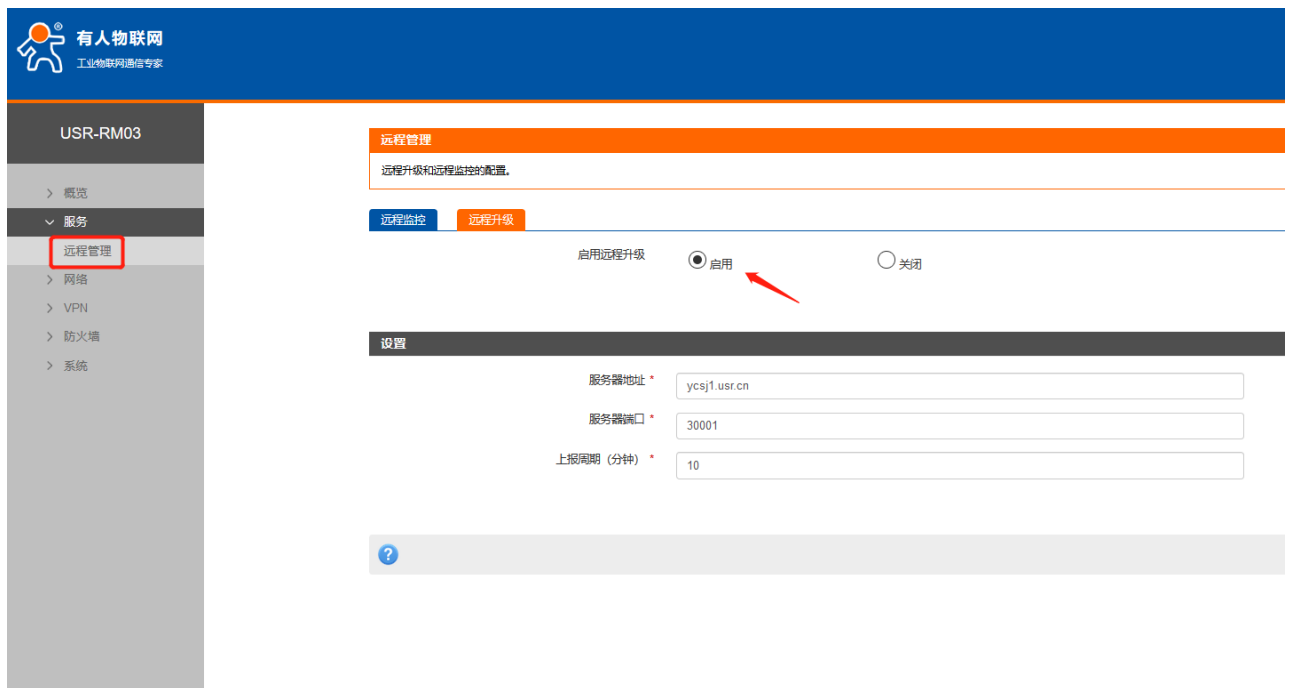 有人物联网
®
工业物联网通信专家
USR-RM03
概览
服务
远程管理
网络
VPN
防火墙
系统
远程管理
远程升级和远程监控的配置。
远程监控 远程升级
启用远程升级 启用 关闭
设置
服务器地址 * ycsj1.usr.cn
服务器端口 * 30001
上报周期（分钟） * 10
?